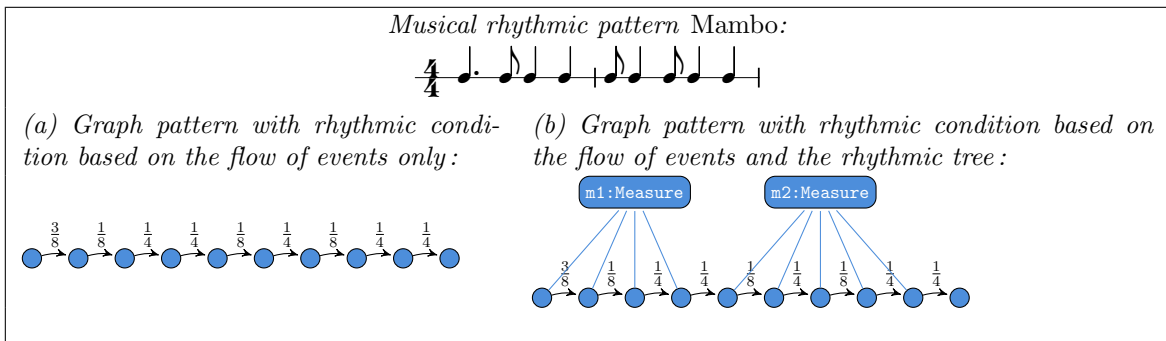 Musical rhythmic pattern Mambo:
4
4
(a) Graph pattern with rhythmic condi-
tion based on the flow of events only:
3/8 1/8 1/4 1/4 1/8 1/4 1/8 1/4 1/4
(b) Graph pattern with rhythmic condition based on
the flow of events and the rhythmic tree:
m1:Measure m2:Measure
3/8 1/8 1/4 1/4 1/8 1/4 1/8 1/4 1/4